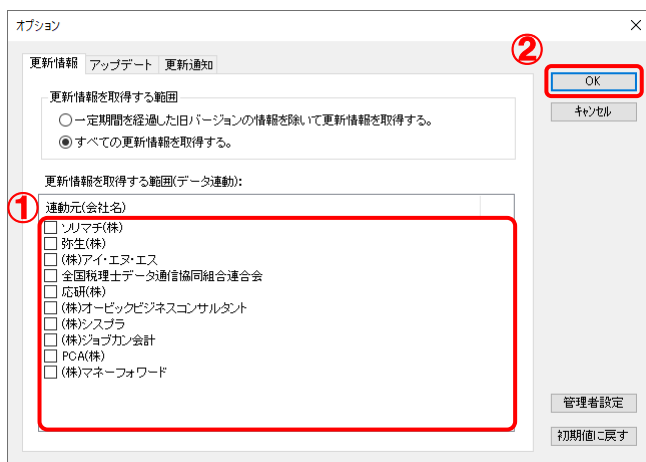 オプション
更新情報 アップデート 更新通知
②
OK
キャンセル
更新情報を取得する範囲
一定期間を経過した旧バージョンの情報を除いて更新情報を取得する。
すべての更新情報を取得する。
更新情報を取得する範囲(データ連動):
①
連動元(会社名)
ソリマチ(株)
弥生(株)
(株)アイ・エヌ・エス
全国税理士データ通信協同組合連合会
応研(株)
(株)オービックビジネスコンサルタント
(株)シスプラ
(株)ジョブカン会計
PCA(株)
(株)マネーフォワード
管理者設定
初期値に戻す